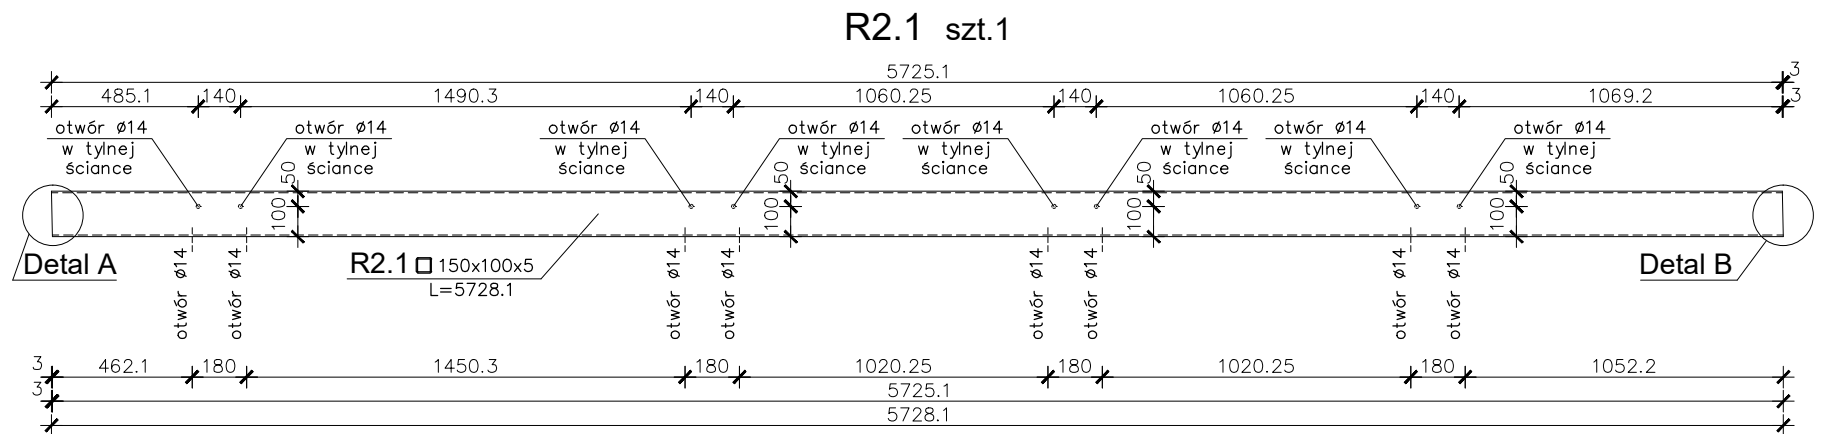 R2.1 szt.1
5725.1 3
485.1 140 1490.3 140 1060.25 140 1060.25 140 1069.2 3
otwór ø14 otwór ø14 otwór ø14 otwór ø14 otwór ø14 otwór ø14 otwór ø14 otwór ø14
w tylnej w tylnej w tylnej w tylnej w tylnej w tylnej w tylnej w tylnej
ściance ściance ściance ściance ściance ściance ściance ściance
50 50 50 50
100 100 100 100
Detal A
R2.1 150x100x5
L=5728.1
Detal B
otwór ø14 otwór ø14 otwór ø14 otwór ø14 otwór ø14 otwór ø14 otwór ø14 otwór ø14
3 462.1 180 1450.3 180 1020.25 180 1020.25 180 1052.2
3 5725.1
5728.1